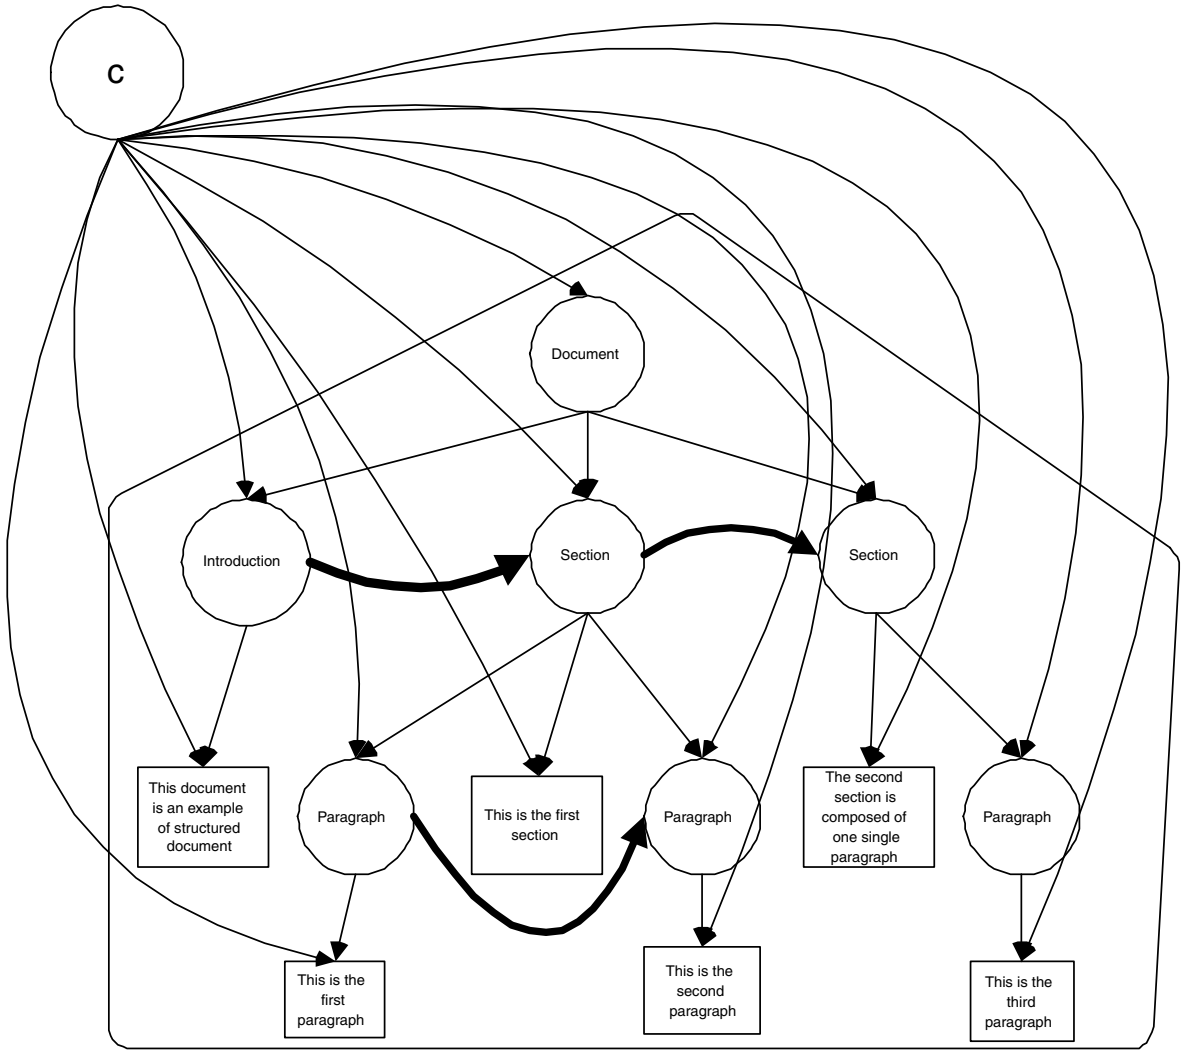 C
Document
Introduction
Section
Section
This document
is an example
of structured
document
Paragraph
This is the first
section
Paragraph
The second
section is
composed of
one single
paragraph
Paragraph
This is the
first
paragraph
This is the
second
paragraph
This is the
third
paragraph